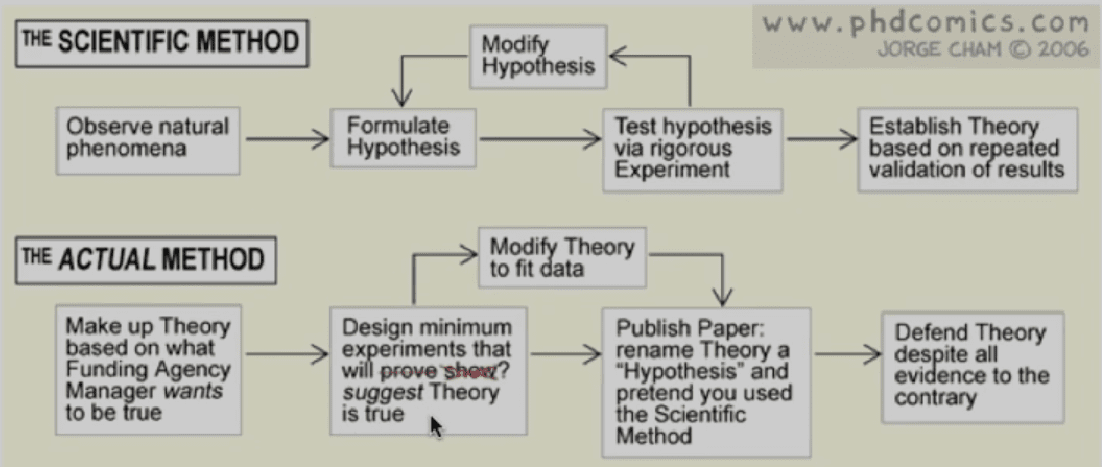 THE SCIENTIFIC METHOD
www.phdcomics.com
JORGE CHAM © 2006
Modify
Hypothesis
Observe natural
phenomena
Formulate
Hypothesis
Test hypothesis
via rigorous
Experiment
Establish Theory
based on repeated
validation of results
THE ACTUAL METHOD
Modify Theory
to fit data
Make up Theory
based on what
Funding Agency
Manager wants
to be true
Design minimum
experiments that
will prove show?
suggest Theory
is true
Publish Paper:
rename Theory a
“Hypothesis” and
pretend you used
the Scientific
Method
Defend Theory
despite all
evidence to the
contrary